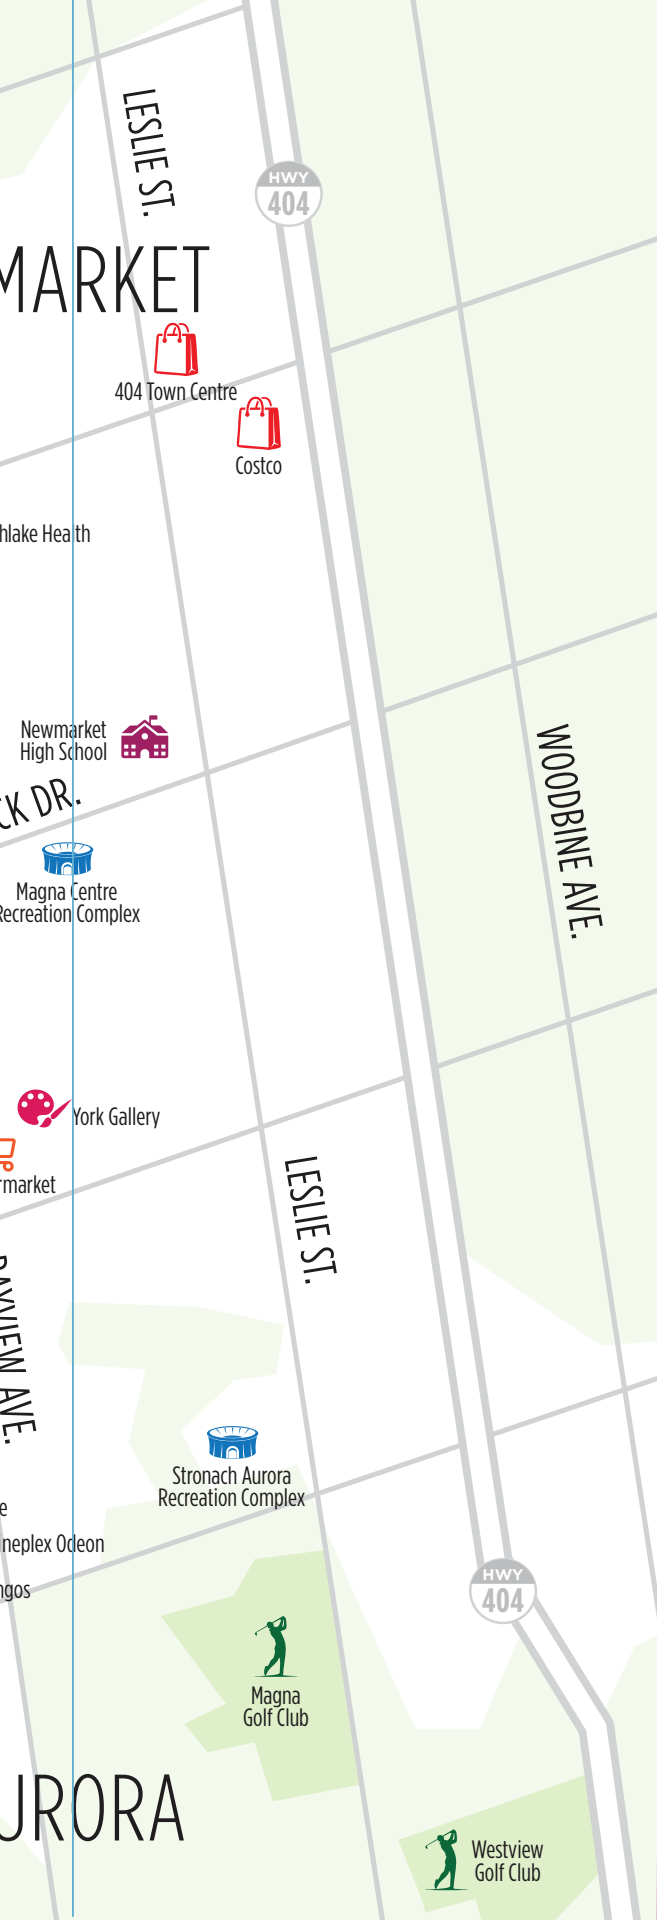 LESLIE ST.
HWY
404
MARKET
404 Town Centre
Costco
hlake Health
Newmarket
High School
CK DR.
WOODBINE AVE.
Magna Centre
Recreation Complex
York Gallery
rmarket
LESLIE ST.
BAYVIEW AVE.
Stronach Aurora
Recreation Complex
e
ineplex Odeon
HWY
404
ngos
Magna
Golf Club
URORA
Westview
Golf Club